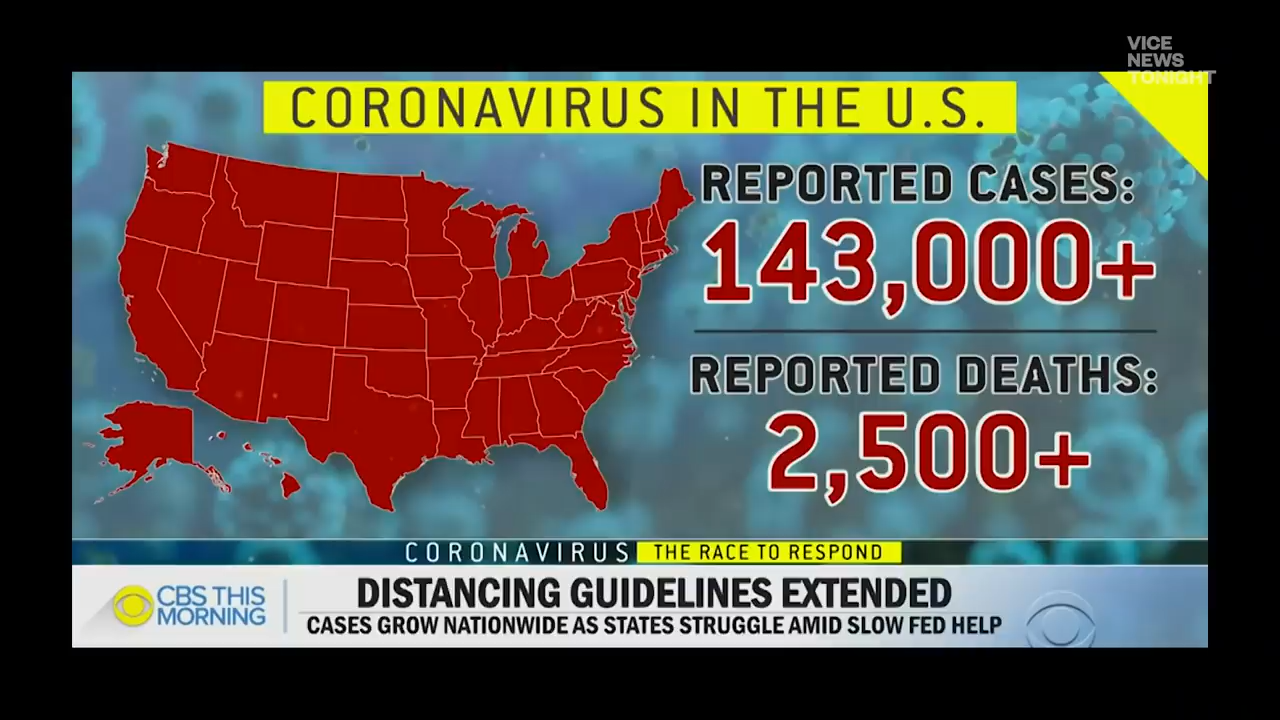 VICE
NEWS
TONIGHT
CORONAVIRUS IN THE U.S.
REPORTED CASES:
143,000+
REPORTED DEATHS:
2,500+
CORONAVIRUS THE RACE TO RESPOND
CBS THIS
MORNING
DISTANCING GUIDELINES EXTENDED
CASES GROW NATIONWIDE AS STATES STRUGGLE AMID SLOW FED HELP